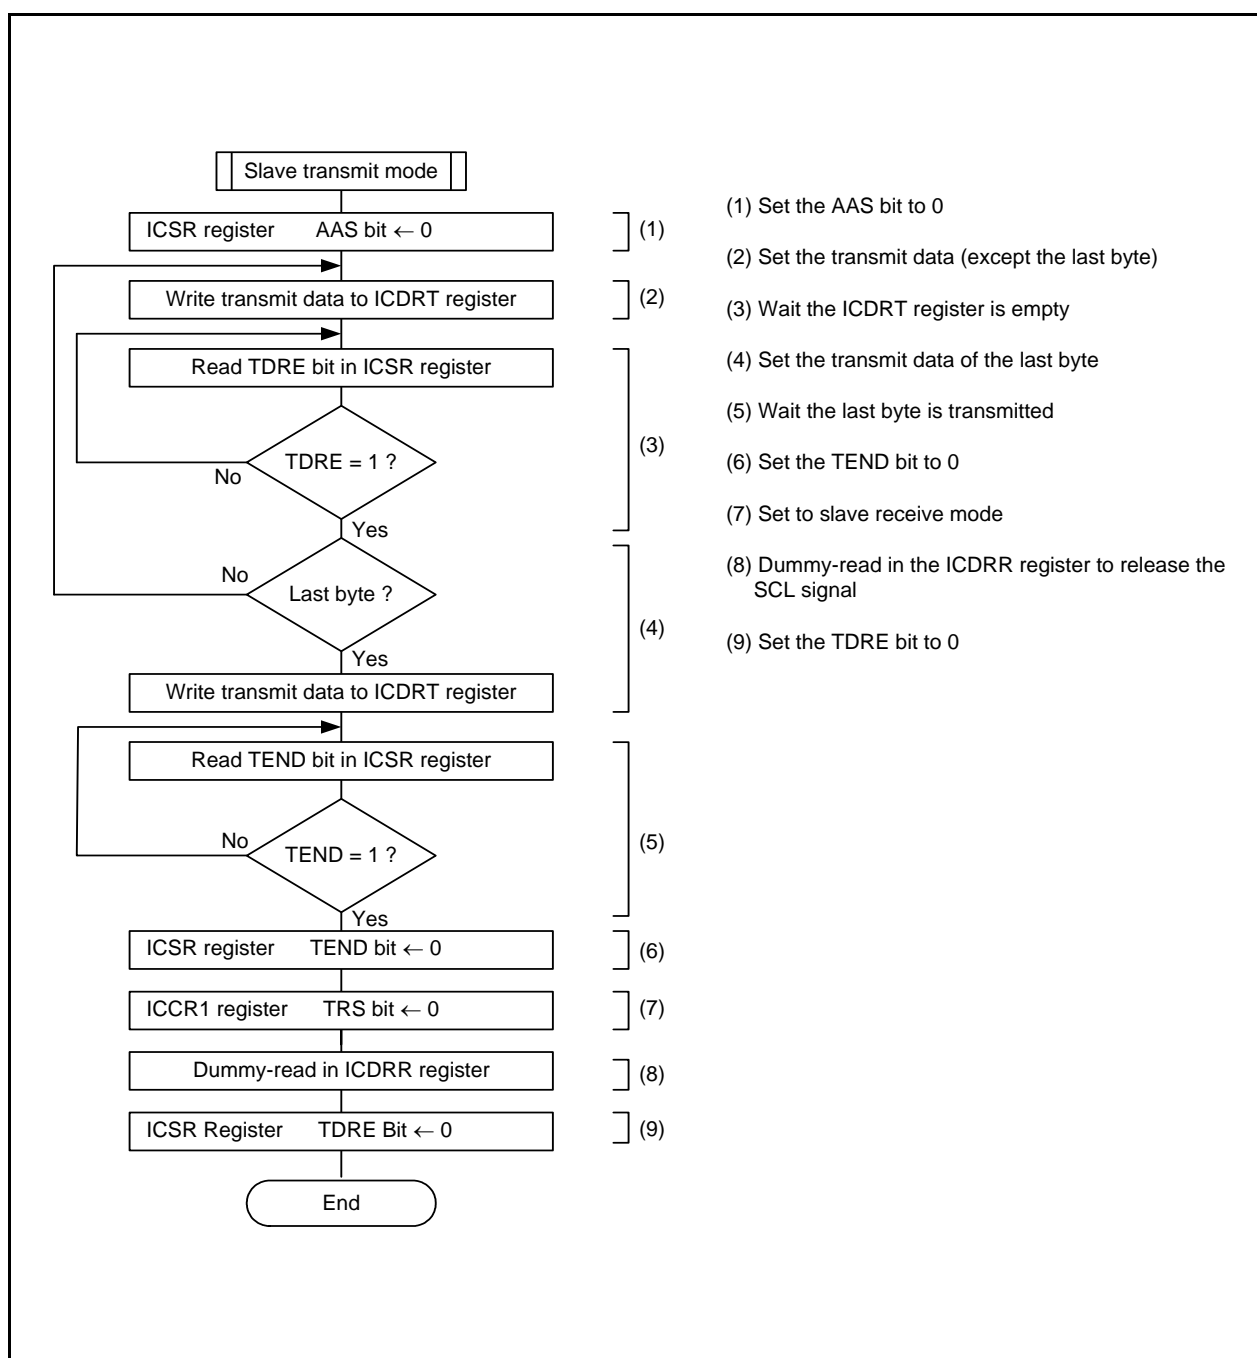 Slave transmit mode
ICSR register AAS bit ← 0
(1)
Write transmit data to ICDRT register
(2)
Read TDRE bit in ICSR register
TDRE = 1 ?
No
(3)
Yes
No
Last byte ?
(4)
Yes
Write transmit data to ICDRT register
Read TEND bit in ICSR register
No
TEND = 1 ?
(5)
Yes
ICSR register TEND bit ← 0
(6)
ICCR1 register TRS bit ← 0
(7)
Dummy-read in ICDRR register
(8)
ICSR Register TDRE Bit ← 0
(9)
End
(1) Set the AAS bit to 0
(2) Set the transmit data (except the last byte)
(3) Wait the ICDRT register is empty
(4) Set the transmit data of the last byte
(5) Wait the last byte is transmitted
(6) Set the TEND bit to 0
(7) Set to slave receive mode
(8) Dummy-read in the ICDRR register to release the
SCL signal
(9) Set the TDRE bit to 0